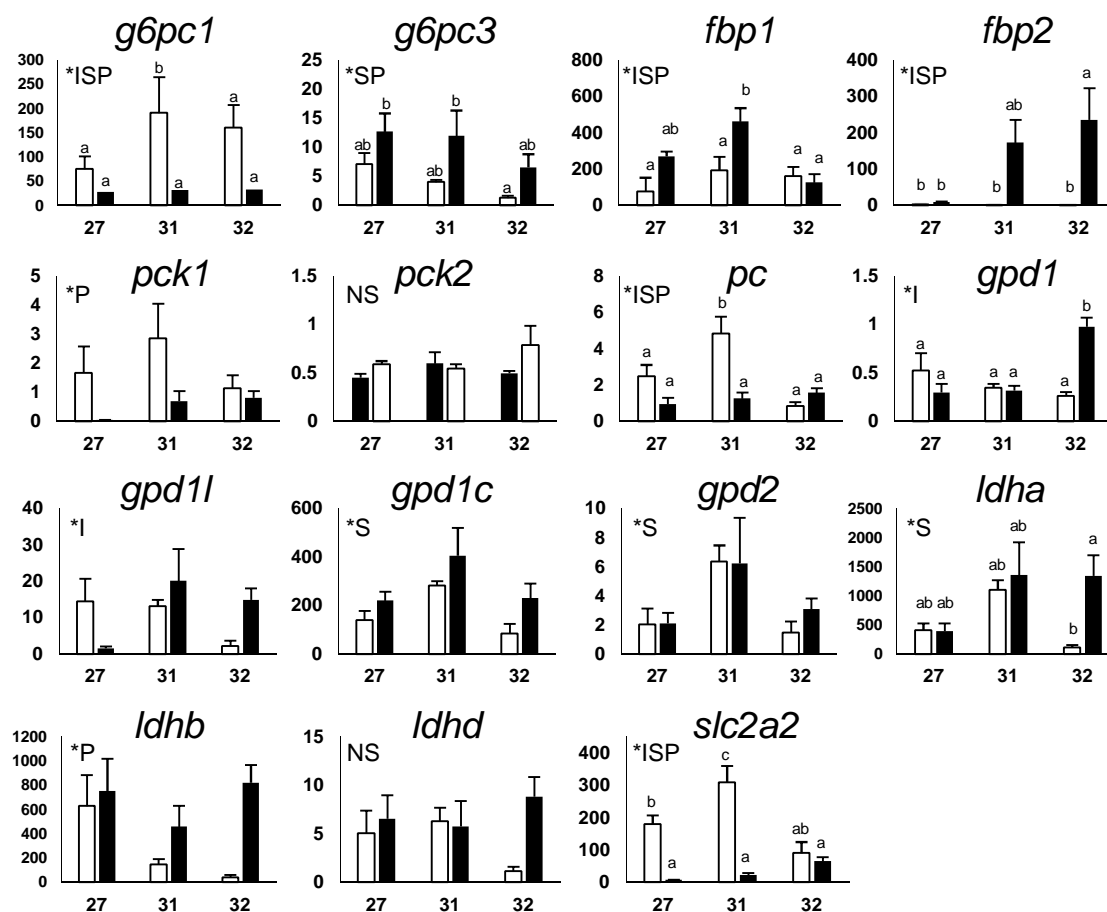 g6pc1 g6pc3 fbp1 fbp2
300 25 800 400
*ISP *SP *ISP *ISP
250 20 600 300
200 15 400 200
150 10 200 100
100 5 0 0
50 0
0
a a b a a a
ab b ab b a ab
a ab a b a a
b b b ab b a
27 31 32 27 31 32 27 31 32 27 31 32
pck1 pck2 pc gpd1
5 1.5 8 1.5
*P NS *ISP *I
4 1 6 1
3 0.5 4 0.5
2 0 2 0
1 0
0
a a b a a a
a a a a a b
27 31 32 27 31 32 27 31 32 27 31 32
gpd1l gpd1c gpd2 ldha
40 600 10 2500
*I *S *S *S
30 400 8 2000
20 200 6 1500
10 0 4 1000
0 2 500
0 0
ab ab ab ab b a
27 31 32 27 31 32 27 31 32 27 31 32
ldhb ldhd slc2a2
1200 15 400
*P NS *ISP
1000 10 300
800 5 200
600 0 100
400 0
200
0
b a c a ab a
27 31 32 27 31 32 27 31 32